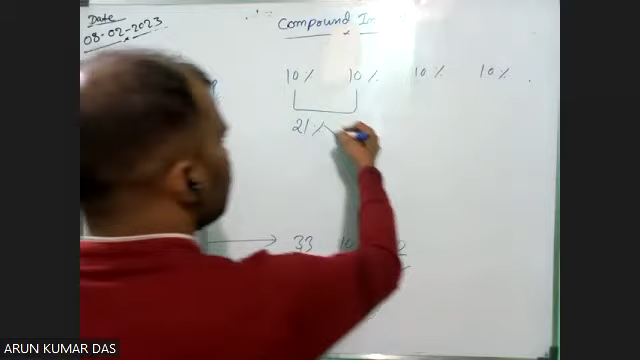 Date
08-02-2023
Compound In
10% 10% 10% 10%
21%
33
ARUN KUMAR DAS